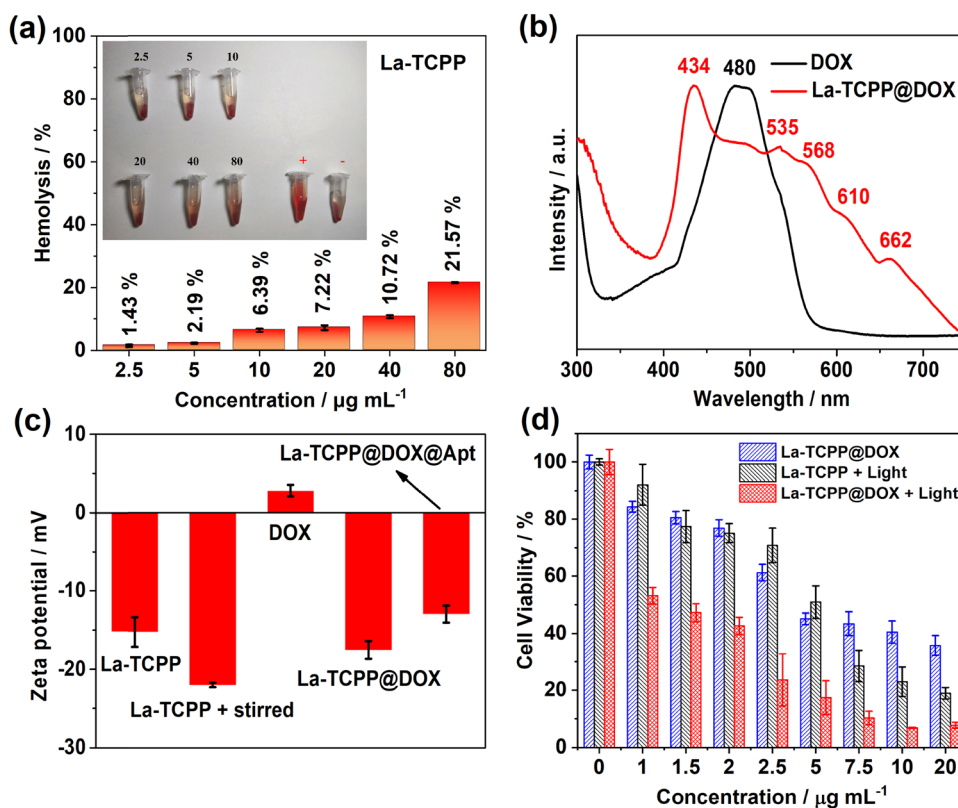 (a)
La-TCPP
2.5 5 10
20 40 80 + -
1.43 %
2.19 %
6.39 %
7.22 %
10.72 %
21.57 %
Hemolysis / %
100
80
60
40
20
0
2.5 5 10 20 40 80
Concentration / µg mL⁻¹
(b)
DOX
La-TCPP@DOX
434 480 535 568 610 662
Intensity / a.u.
300 400 500 600 700
Wavelength / nm
(c)
La-TCPP@DOX@Apt
DOX
La-TCPP
La-TCPP + stirred
La-TCPP@DOX
Zeta potential / mV
10
0
-10
-20
-30
(d)
La-TCPP@DOX
La-TCPP + Light
La-TCPP@DOX + Light
Cell Viability / %
100
80
60
40
20
0
0 1 1.5 2 2.5 5 7.5 10 20
Concentration / µg mL⁻¹